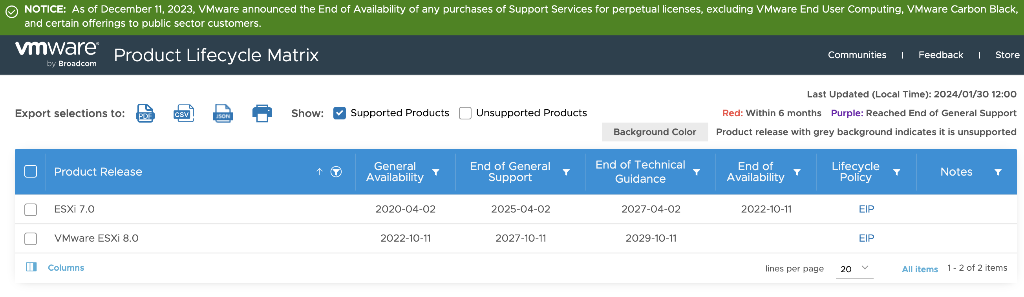 NOTICE: As of December 11, 2023, VMware announced the End of Availability of any purchases of Support Services for perpetual licenses, excluding VMware End User Computing, VMware Carbon Black,
and certain offerings to public sector customers.
vmware®
by Broadcom
Product Lifecycle Matrix
Communities | Feedback | Store
Last Updated (Local Time): 2024/01/30 12:00
Export selections to: PDF CSV JSON Show: Supported Products Unsupported Products
Red: Within 6 months Purple: Reached End of General Support
Background Color Product release with grey background indicates it is unsupported
Product Release General Availability End of General Support End of Technical Guidance End of Availability Lifecycle Policy Notes
ESXi 7.0 2020-04-02 2025-04-02 2027-04-02 2022-10-11 EIP
VMware ESXi 8.0 2022-10-11 2027-10-11 2029-10-11 EIP
Columns lines per page 20 All items 1 - 2 of 2 items